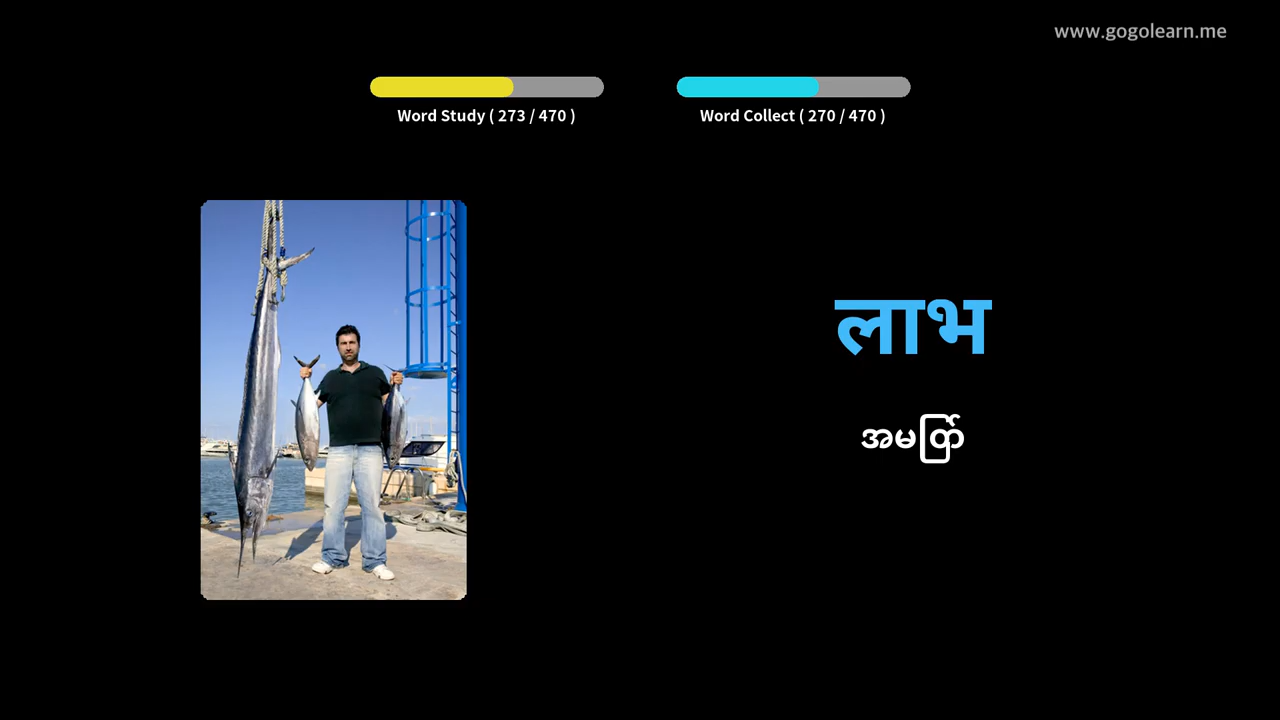 www.gogolearn.me
Word Study ( 273 / 470 )
Word Collect ( 270 / 470 )
लाभ
အမြတ်